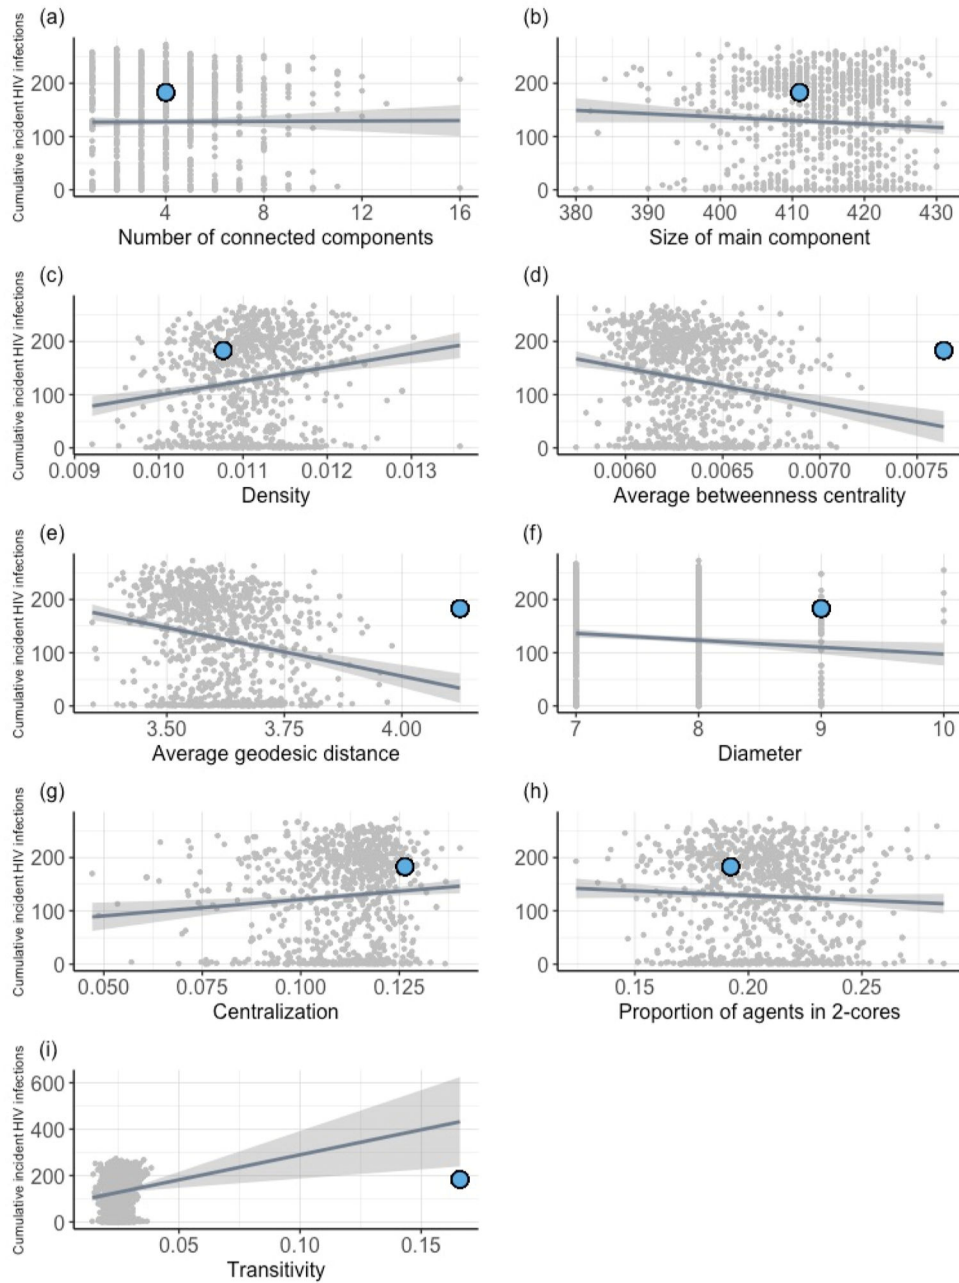 (a)
Cumulative incident HIV infections
200
100
0
4
8
12
16
Number of connected components
(b)
200
100
0
380
390
400
410
420
430
Size of main component
(c)
Cumulative incident HIV infections
200
100
0
0.009
0.010
0.011
0.012
0.013
Density
(d)
200
100
0
0.0060
0.0065
0.0070
0.0075
Average betweenness centrality
(e)
Cumulative incident HIV infections
200
100
0
3.50
3.75
4.00
Average geodesic distance
(f)
200
100
0
7
8
9
10
Diameter
(g)
Cumulative incident HIV infections
200
100
0
0.050
0.075
0.100
0.125
Centralization
(h)
200
100
0
0.15
0.20
0.25
Proportion of agents in 2-cores
(i)
Cumulative incident HIV infections
600
400
200
0
0.05
0.10
0.15
Transitivity